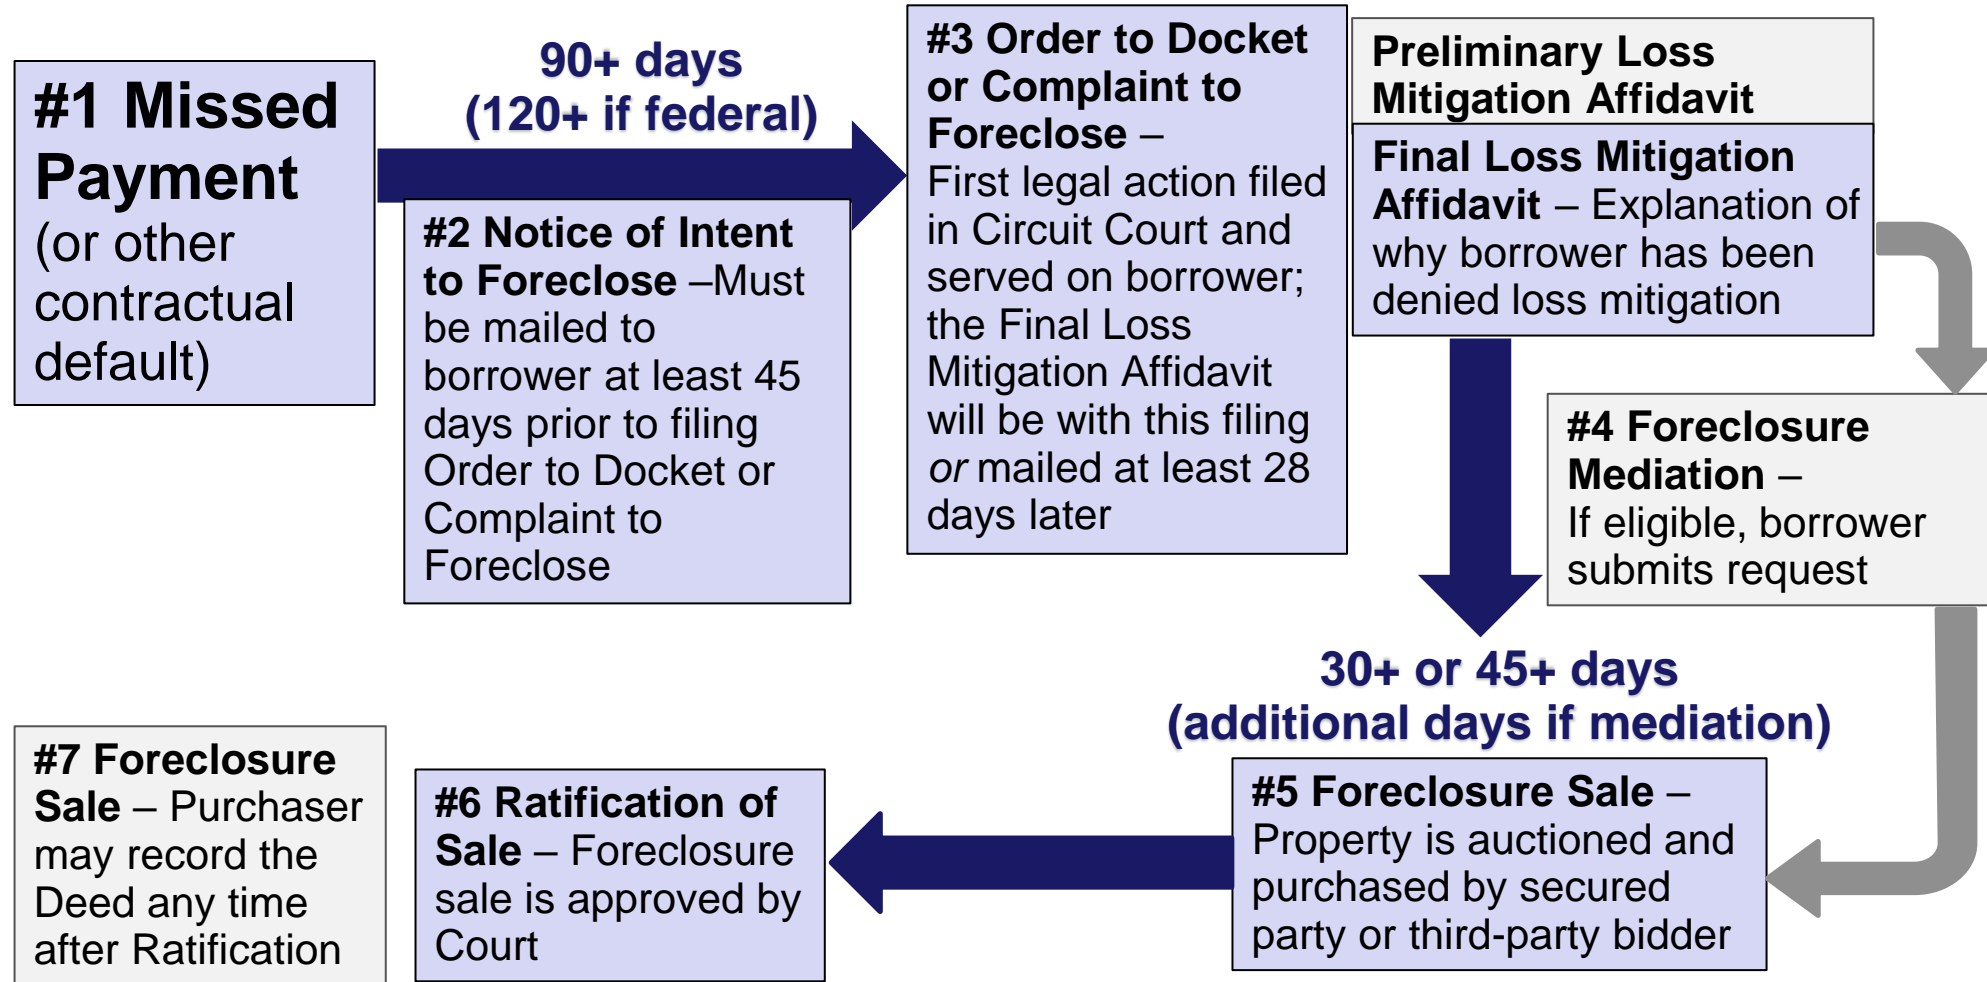 #1 Missed
Payment
(or other
contractual
default)
90+ days
(120+ if federal)
#2 Notice of Intent
to Foreclose –Must
be mailed to
borrower at least 45
days prior to filing
Order to Docket or
Complaint to
Foreclose
#3 Order to Docket
or Complaint to
Foreclose –
First legal action filed
in Circuit Court and
served on borrower;
the Final Loss
Mitigation Affidavit
will be with this filing
or mailed at least 28
days later
Preliminary Loss
Mitigation Affidavit
Final Loss Mitigation
Affidavit – Explanation of
why borrower has been
denied loss mitigation
#4 Foreclosure
Mediation –
If eligible, borrower
submits request
30+ or 45+ days
(additional days if mediation)
#5 Foreclosure Sale –
Property is auctioned and
purchased by secured
party or third-party bidder
#6 Ratification of
Sale – Foreclosure
sale is approved by
Court
#7 Foreclosure
Sale – Purchaser
may record the
Deed any time
after Ratification